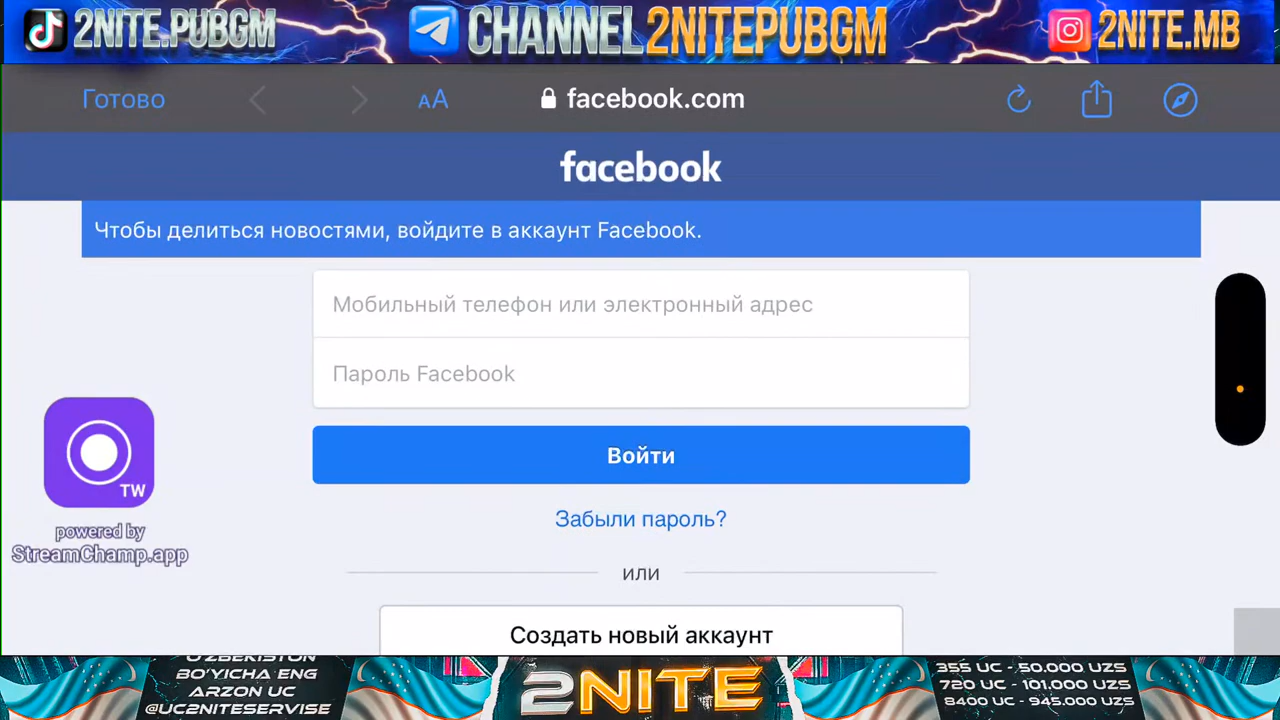 2NITE.PUBGM
CHANNEL2NITEPUBGM
2NITE.MB
Готово
AA
facebook.com
facebook
Чтобы делиться новостями, войдите в аккаунт Facebook.
Мобильный телефон или электронный адрес
Пароль Facebook
Войти
TW
powered by
StreamChamp.app
Забыли пароль?
или
Создать новый аккаунт
O'ZBEKISTON
BO'YICHA ENG
ARZON UC
@UC2NITESERVISE
2NITE
355 UC - 50.000 UZS
720 UC - 101.000 UZS
8400 UC - 945.000 UZS